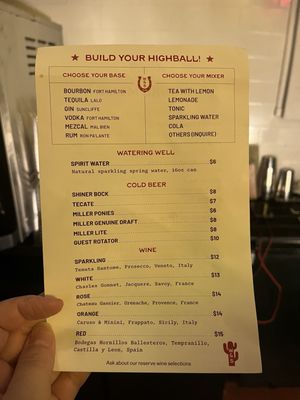 ★ BUILD YOUR HIGHBALL! ★
CHOOSE YOUR BASE
BOURBON FORT HAMILTON
TEQUILA LALO
GIN SUNCLIFFE
VODKA FORT HAMILTON
MEZCAL MAL BIEN
RUM RON PA'LANTE
CHOOSE YOUR MIXER
TEA WITH LEMON
LEMONADE
TONIC
SPARKLING WATER
COLA
OTHERS (INQUIRE)
WATERING WELL
SPIRIT WATER $6
Natural sparkling spring water, 16oz can
COLD BEER
SHINER BOCK $8
TECATE $7
MILLER PONIES $6
MILLER GENUINE DRAFT $8
MILLER LITE $8
GUEST ROTATOR $10
WINE
SPARKLING $12
Tenuta Santome, Prosecco, Veneto, Italy
WHITE $13
Charles Gonnet, Jacquere, Savoy, France
ROSE $14
Chateau Gassier, Grenache, Provence, France
ORANGE $14
Caruso & Minini, Frappato, Sicily, Italy
RED $15
Bodegas Hornillos Ballesteros, Tempranillo,
Castilla y Leon, Spain
Ask about our reserve wine selections